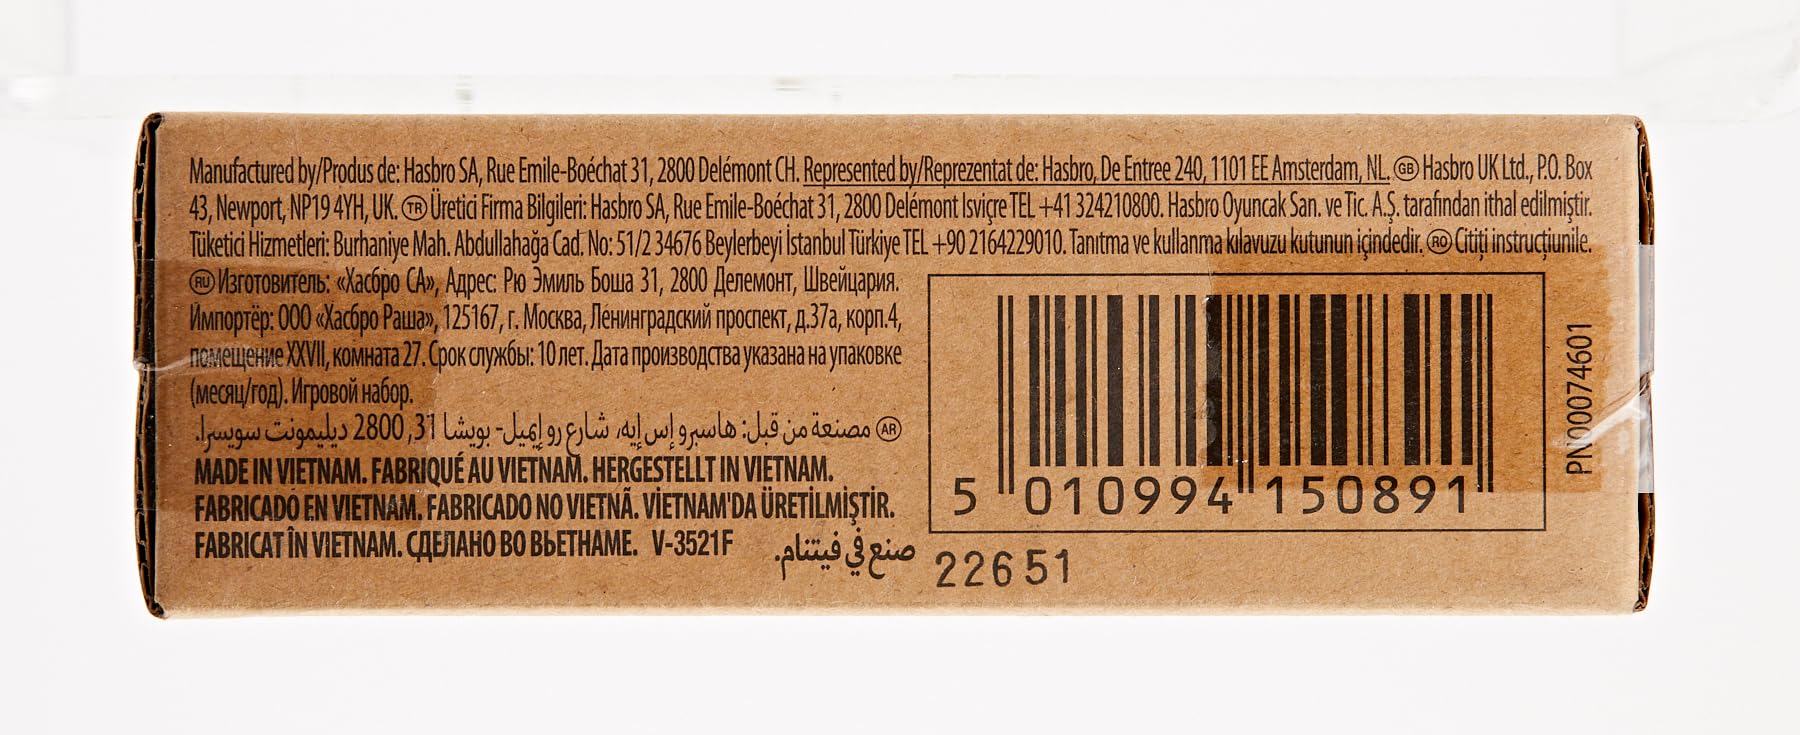 Manufactured by/Produs de: Hasbro SA, Rue Emile-Boéchat 31, 2800 Delémont CH. Represented by/Reprezentat de: Hasbro, De Entree 240, 1101 EE Amsterdam, NL. GB Hasbro UK Ltd., P.O. Box
43, Newport, NP19 4YH, UK. TR Üretici Firma Bilgileri: Hasbro SA, Rue Emile-Boéchat 31, 2800 Delémont Isviçre TEL +41 324210800. Hasbro Oyuncak San. ve Tic. A.Ş. tarafından ithal edilmiştir.
Tüketici Hizmetleri: Burhaniye Mah. Abdullahağa Cad. No: 51/2 34676 Beylerbeyi İstanbul Türkiye TEL +90 2164229010. Tanıtma ve kullanma kılavuzu kutunun içindedir. RO Citiți instrucțiunile.
RU Изготовитель: «Хасбро СА», Адрес: Рю Эмиль Боша 31, 2800 Делемонт, Швейцария.
Импортёр: ООО «Хасбро Раша», 125167, г. Москва, Ленинградский проспект, д.37а, корп.4,
помещение XXVII, комната 27. Срок службы: 10 лет. Дата производства указана на упаковке
(месяц/год). Игровой набор.
AR مصنعة من قبل: هاسبرو إس إيه، شارع رو إيميل- بويشا 31, 2800 ديليمونت سويسرا.
MADE IN VIETNAM. FABRIQUÉ AU VIETNAM. HERGESTELLT IN VIETNAM.
FABRICADO EN VIETNAM. FABRICADO NO VIETNÃ. VİETNAM'DA ÜRETİLMİŞTİR.
FABRICAT ÎN VIETNAM. СДЕЛАНО ВО ВЬЕТНАМЕ. V-3521F صنع في فيتنام.
5 010994 150891
22651
PN00074601